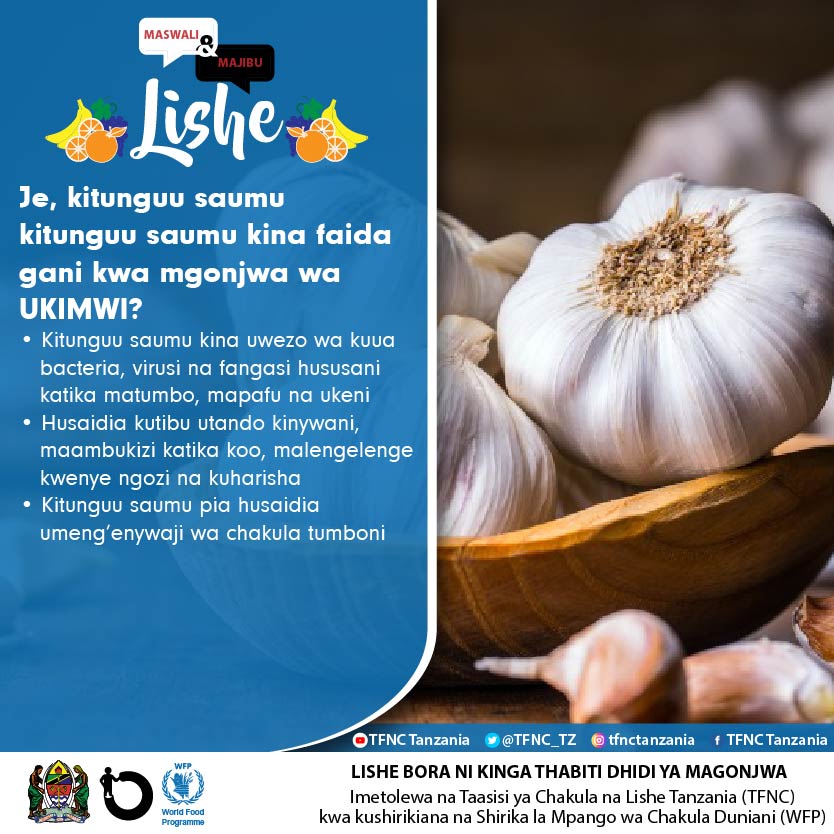 MASWALI
&
MAJIBU
Lishe
Je, kitunguu saumu
kitunguu saumu kina faida
gani kwa mgonjwa wa
UKIMWI?
• Kitunguu saumu kina uwezo wa kuua
bacteria, virusi na fangasi hususani
katika matumbo, mapafu na ukeni
• Husaidia kutibu utando kinywani,
maambukizi katika koo, malengelenge
kwenye ngozi na kuharisha
• Kitunguu saumu pia husaidia
umeng'enywaji wa chakula tumboni
TFNC Tanzania @TFNC_TZ tfnctanzania TFNC Tanzania
WFP
World Food
Programme
LISHE BORA NI KINGA THABITI DHIDI YA MAGONJWA
Imetolewa na Taasisi ya Chakula na Lishe Tanzania (TFNC)
kwa kushirikiana na Shirika la Mpango wa Chakula Duniani (WFP)